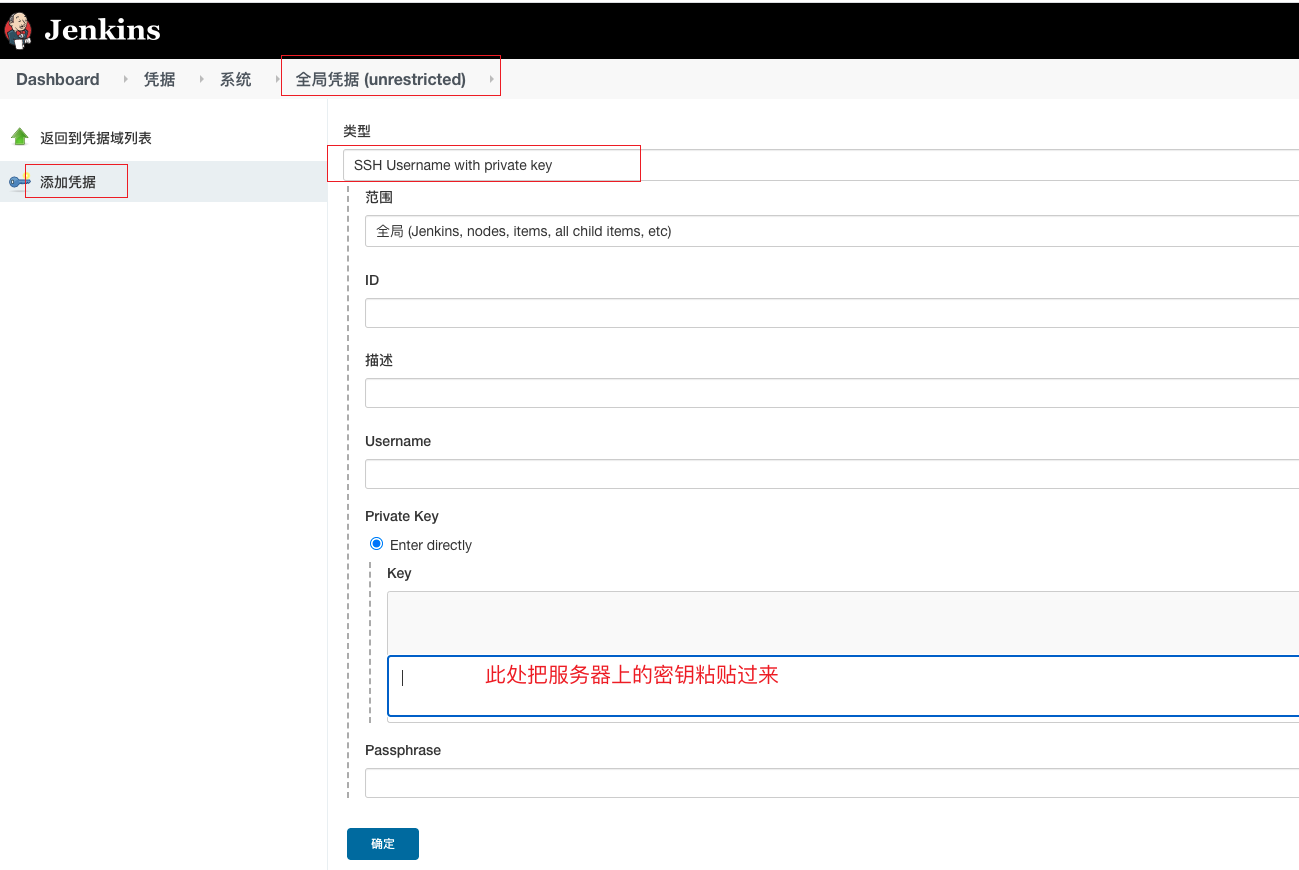 Jenkins
Dashboard 凭据 系统 全局凭据 (unrestricted)
返回到凭据域列表
添加凭据
类型
SSH Username with private key
范围
全局 (Jenkins, nodes, items, all child items, etc)
ID
描述
Username
Private Key
Enter directly
Key
此处把服务器上的密钥粘贴过来
Passphrase
确定